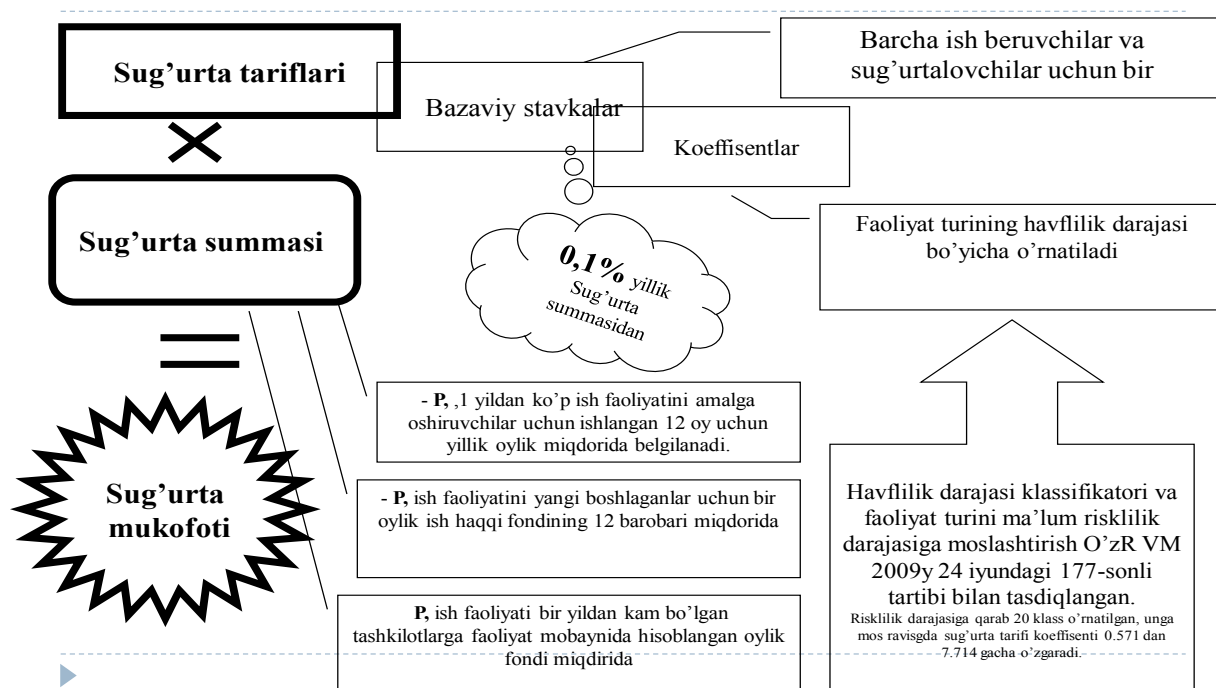 Sug’urta tariflari
Bazaviy stavkalar
Koeffisentlar
Barcha ish beruvchilar va
sug’urtalovchilar uchun bir
Sug’urta summasi
0,1% yillik
Sug’urta
summasidan
Faoliyat turining havflilik darajasi
bo’yicha o’rnatiladi
Sug’urta
mukofoti
- P, ,1 yildan ko’p ish faoliyatini amalga
oshiruvchilar uchun ishlangan 12 oy uchun
yillik oylik miqdorida belgilanadi.
- P, ish faoliyatini yangi boshlaganlar uchun bir
oylik ish haqqi fondining 12 barobari miqdorida
P, ish faoliyati bir yildan kam bo’lgan
tashkilotlarga faoliyat mobaynida hisoblangan oylik
fondi miqdirida
Havflilik darajasi klassifikatori va
faoliyat turini ma’lum risklilik
darajasiga moslashtirish O’zR VM
2009y 24 iyundagi 177-sonli
tartibi bilan tasdiqlangan.
Risklilik darajasiga qarab 20 klass o’rnatilgan, unga
mos ravisgda sug’urta tarifi koeffisenti 0.571 dan
7.714 gacha o’zgaradi.